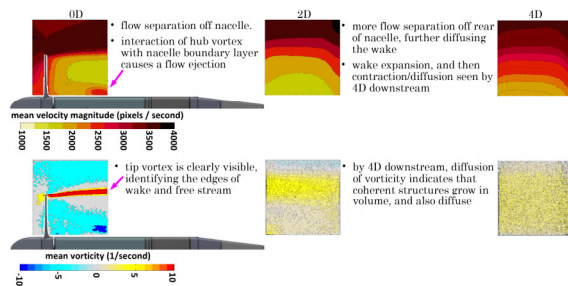 0D
2D
4D
• flow separation off nacelle.
• interaction of hub vortex
with nacelle boundary layer
causes a flow ejection
• more flow separation off rear
of nacelle, further diffusing
the wake
• wake expansion, and then
contraction/diffusion seen by
4D downstream
mean velocity magnitude (pixels / second)
1000
1500
2000
2500
3000
3500
4000
• tip vortex is clearly visible,
identifying the edges of
wake and free stream
• by 4D downstream, diffusion
of vorticity indicates that
coherent structures grow in
volume, and also diffuse
mean vorticity (1/second)
-10
-5
0
5
10